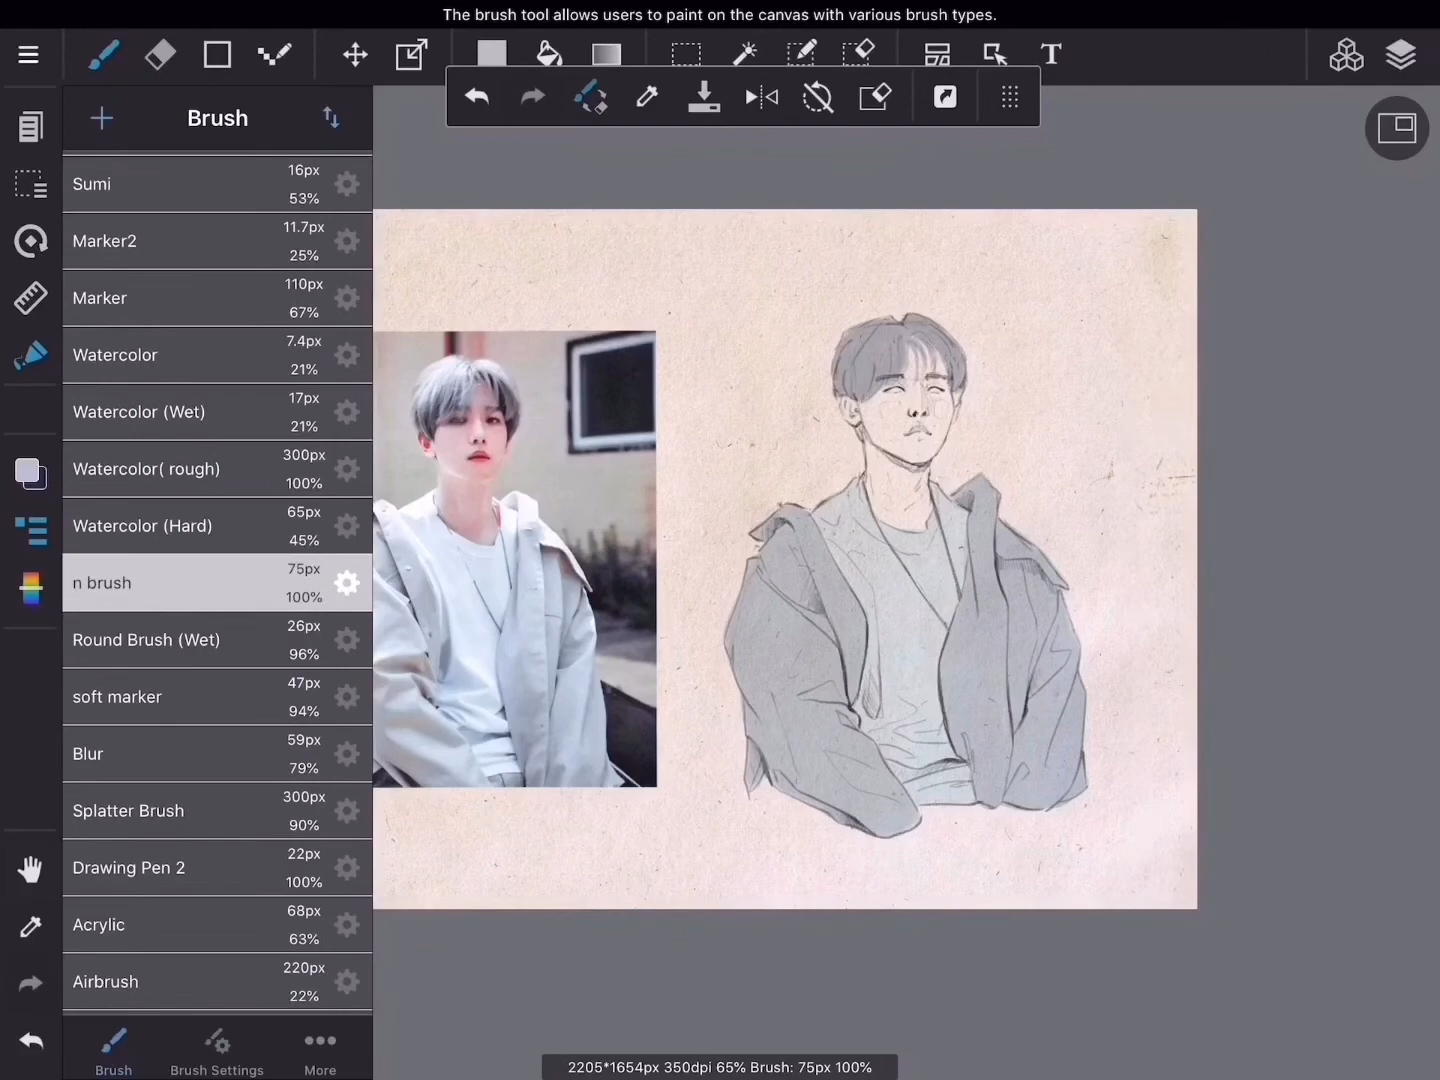 The brush tool allows users to paint on the canvas with various brush types.
T
Brush
Sumi 16px 53%
Marker2 11.7px 25%
Marker 110px 67%
Watercolor 7.4px 21%
Watercolor (Wet) 17px 21%
Watercolor( rough) 300px 100%
Watercolor (Hard) 65px 45%
n brush 75px 100%
Round Brush (Wet) 26px 96%
soft marker 47px 94%
Blur 59px 79%
Splatter Brush 300px 90%
Drawing Pen 2 22px 100%
Acrylic 68px 63%
Airbrush 220px 22%
Brush Brush Settings More
2205*1654px 350dpi 65% Brush: 75px 100%